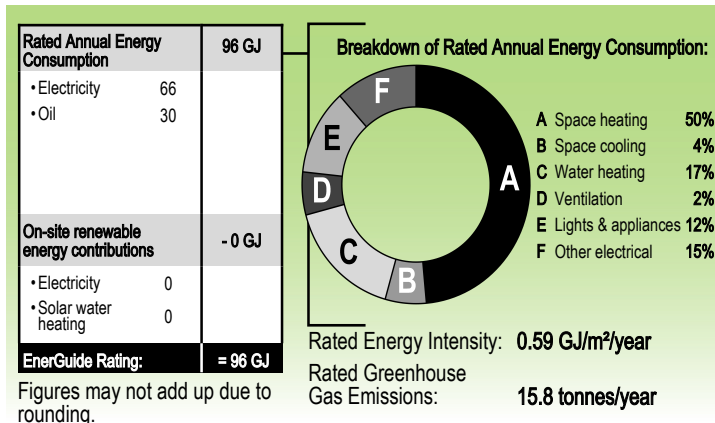 Rated Annual Energy
Consumption
96 GJ
• Electricity 66
• Oil 30
On-site renewable
energy contributions
- 0 GJ
• Electricity 0
• Solar water
heating
0
EnerGuide Rating: = 96 GJ
Figures may not add up due to
rounding.
Breakdown of Rated Annual Energy Consumption:
A
B
C
D
E
F
A Space heating 50%
B Space cooling 4%
C Water heating 17%
D Ventilation 2%
E Lights & appliances 12%
F Other electrical 15%
Rated Energy Intensity: 0.59 GJ/m²/year
Rated Greenhouse
Gas Emissions: 15.8 tonnes/year